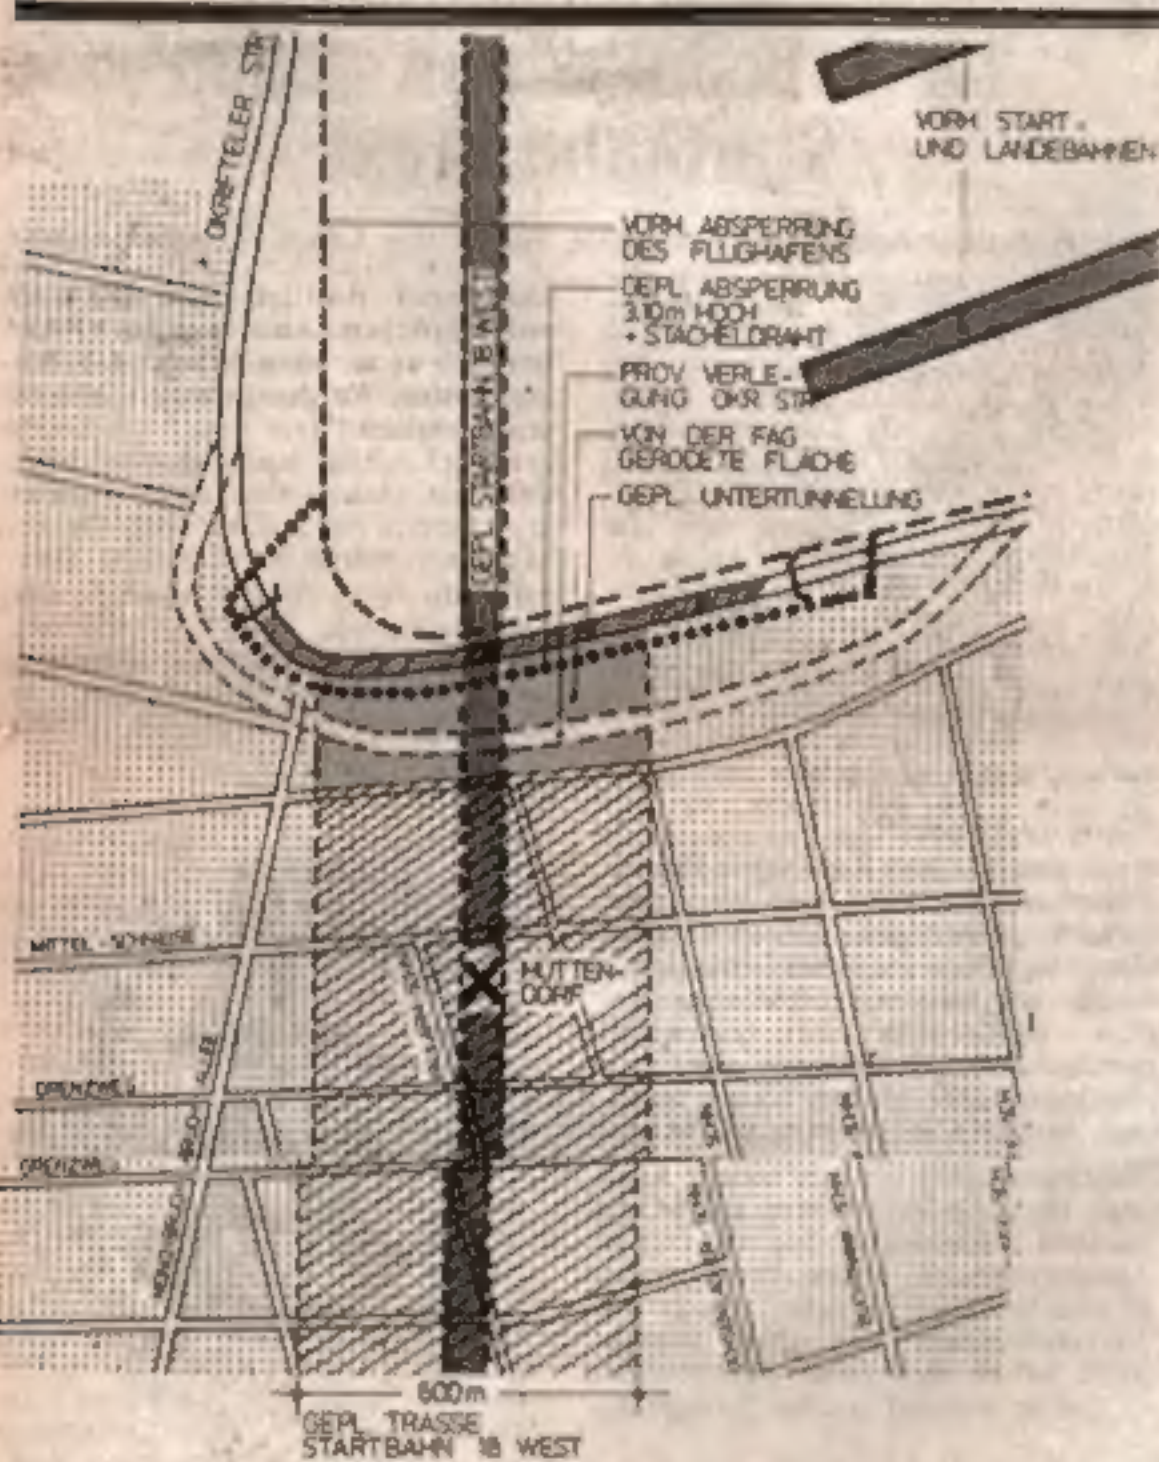 OKRIFTELER STR
VORH START-
UND LANDEBAHNEN
VORH ABSPERRUNG
DES FLUGHAFENS
GEPL ABSPERRUNG
3.10m HOCH
+ STACHELDRAHT
PROV VERLE-
GUNG OKR STR
VON DER FAG
GERODETE FLÄCHE
GEPL UNTERTUNNELLUNG
GEPL STARTBAHN 18 WEST
MITTEL-SCHNEISE
HÜTTEN-
DORF
600m
GEPL TRASSE
STARTBAHN 18 WEST